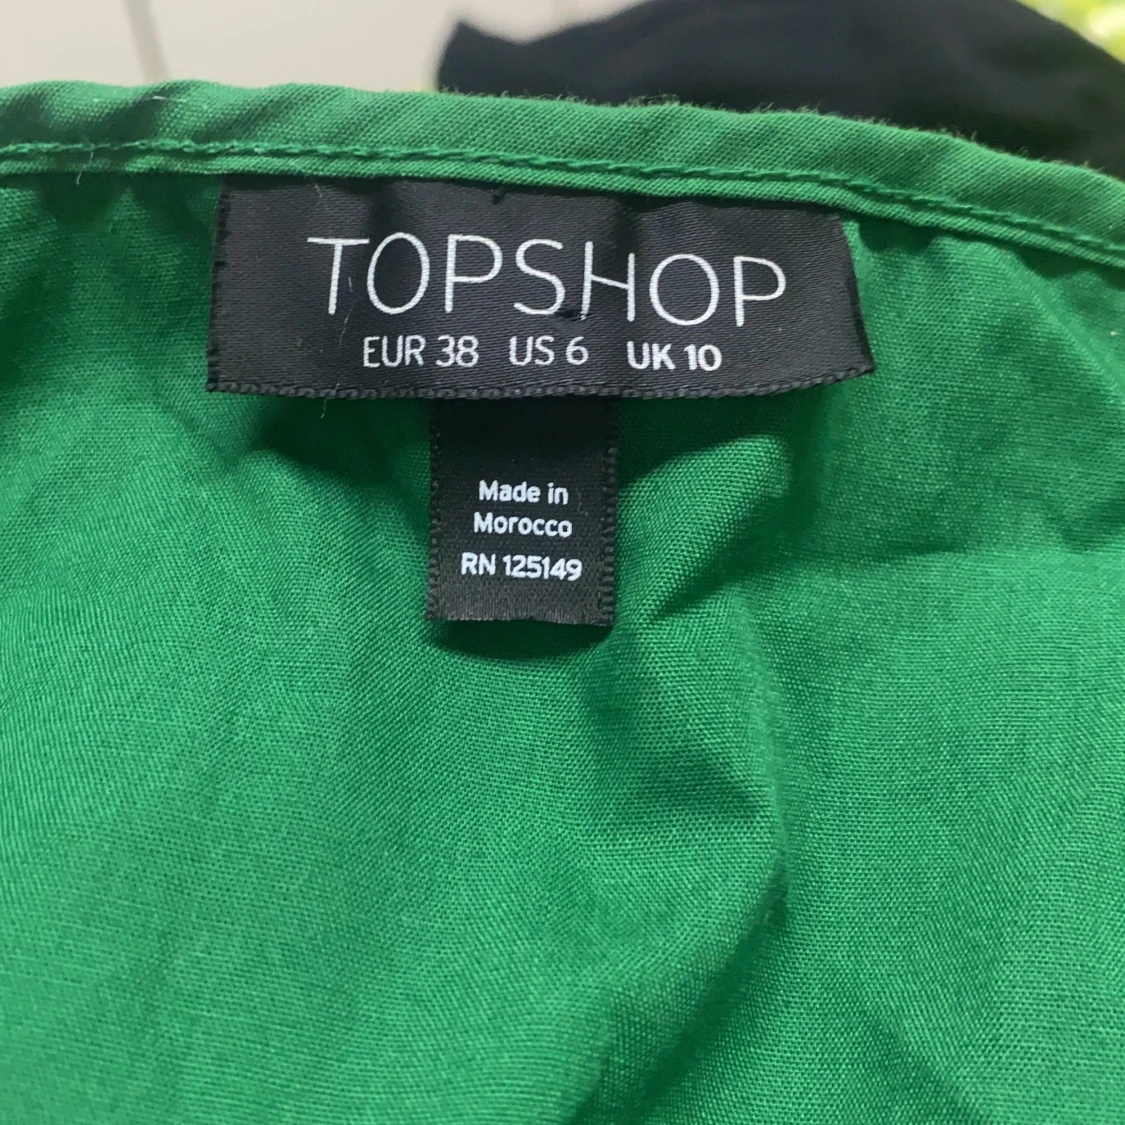 TOPSHOP
EUR 38 US 6 UK 10
Made in
Morocco
RN 125149